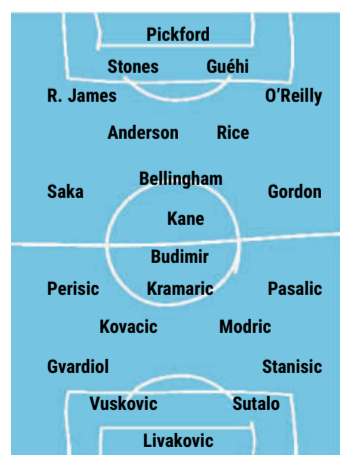 Pickford
Stones Guéhi
R. James O'Reilly
Anderson Rice
Bellingham
Saka Gordon
Kane
Budimir
Perisic Kramaric Pasalic
Kovacic Modric
Gvardiol Stanisic
Vuskovic Sutalo
Livakovic